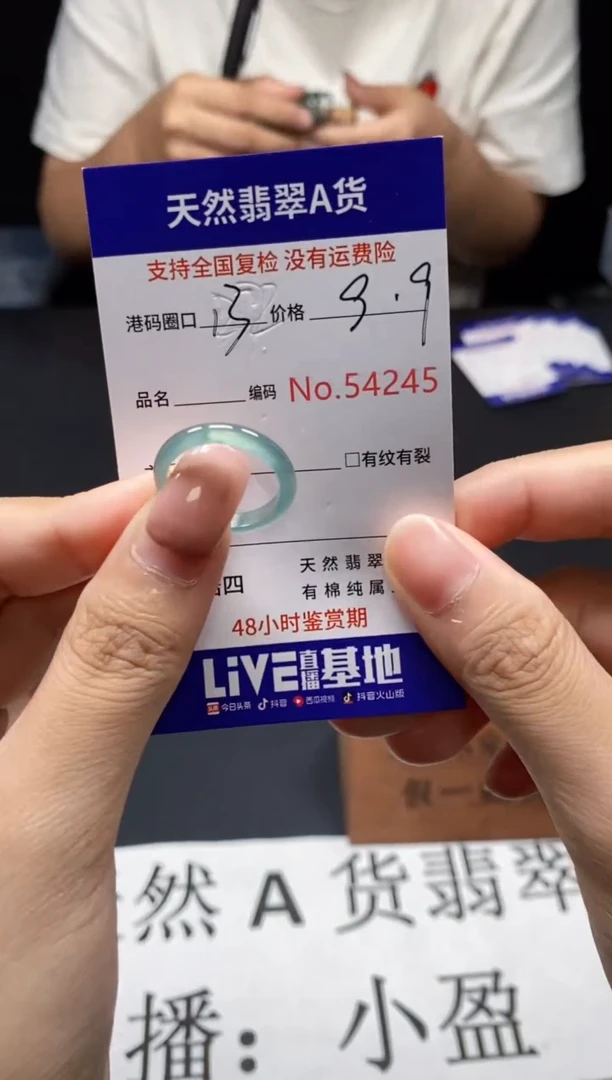 天然翡翠A货
支持全国复检 没有运费险
港码圈口 13 价格 9.9
品名 编码 No.54245
□有纹有裂
四 天然翡翠
有棉纯属
48小时鉴赏期
LiVE直播基地
今日头条 抖音 西瓜视频 抖音火山版
假一
然 A 货翡翠
播：小盈